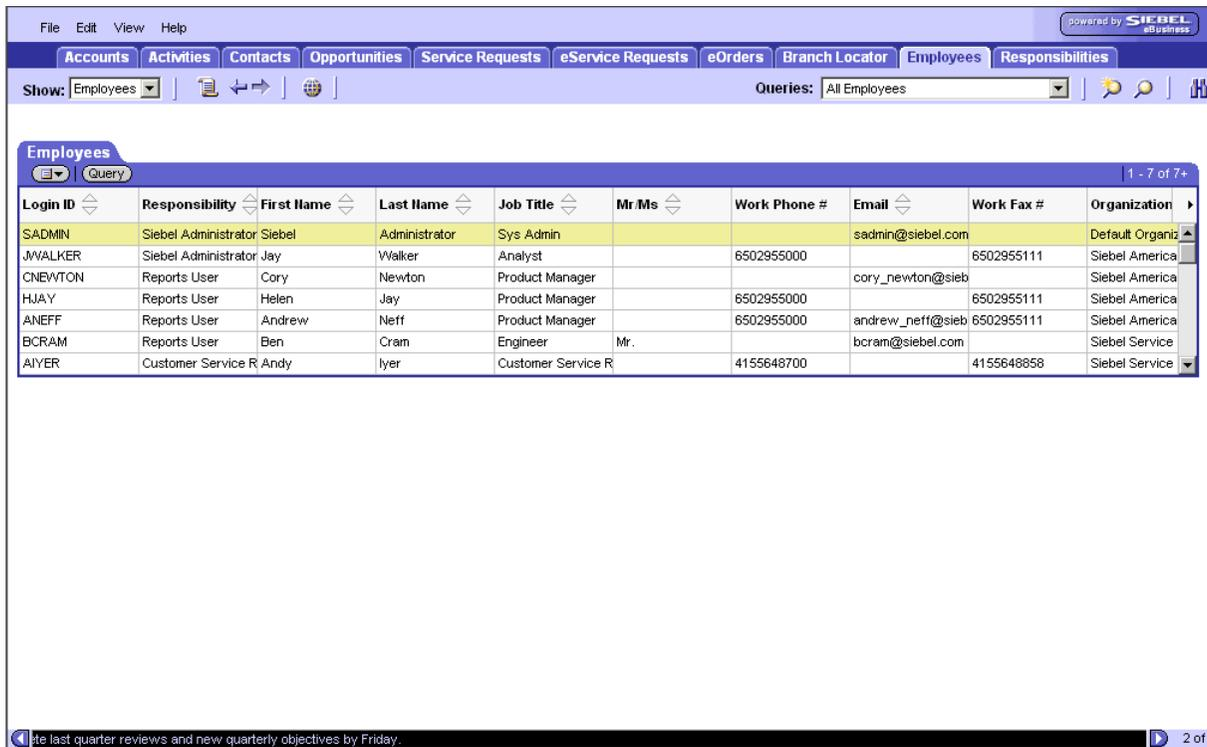 File Edit View Help
powered by SIEBEL eBusiness
Accounts Activities Contacts Opportunities Service Requests eService Requests eOrders Branch Locator Employees Responsibilities
Show: Employees Queries: All Employees
Employees
Query 1 - 7 of 7+
Login ID Responsibility First Name Last Name Job Title Mr/Ms Work Phone # Email Work Fax # Organization
SADMIN Siebel Administrator Siebel Administrator Sys Admin sadmin@siebel.com Default Organiz
JWALKER Siebel Administrator Jay Walker Analyst 6502955000 6502955111 Siebel America
CNEWTON Reports User Cory Newton Product Manager cory_newton@sieb Siebel America
HJAY Reports User Helen Jay Product Manager 6502955000 6502955111 Siebel America
ANEFF Reports User Andrew Neff Product Manager 6502955000 andrew_neff@sieb 6502955111 Siebel America
BCRAM Reports User Ben Cram Engineer Mr. bcram@siebel.com Siebel Service
AIYER Customer Service R Andy Iyer Customer Service R 4155648700 4155648858 Siebel Service
ete last quarter reviews and new quarterly objectives by Friday. 2 of